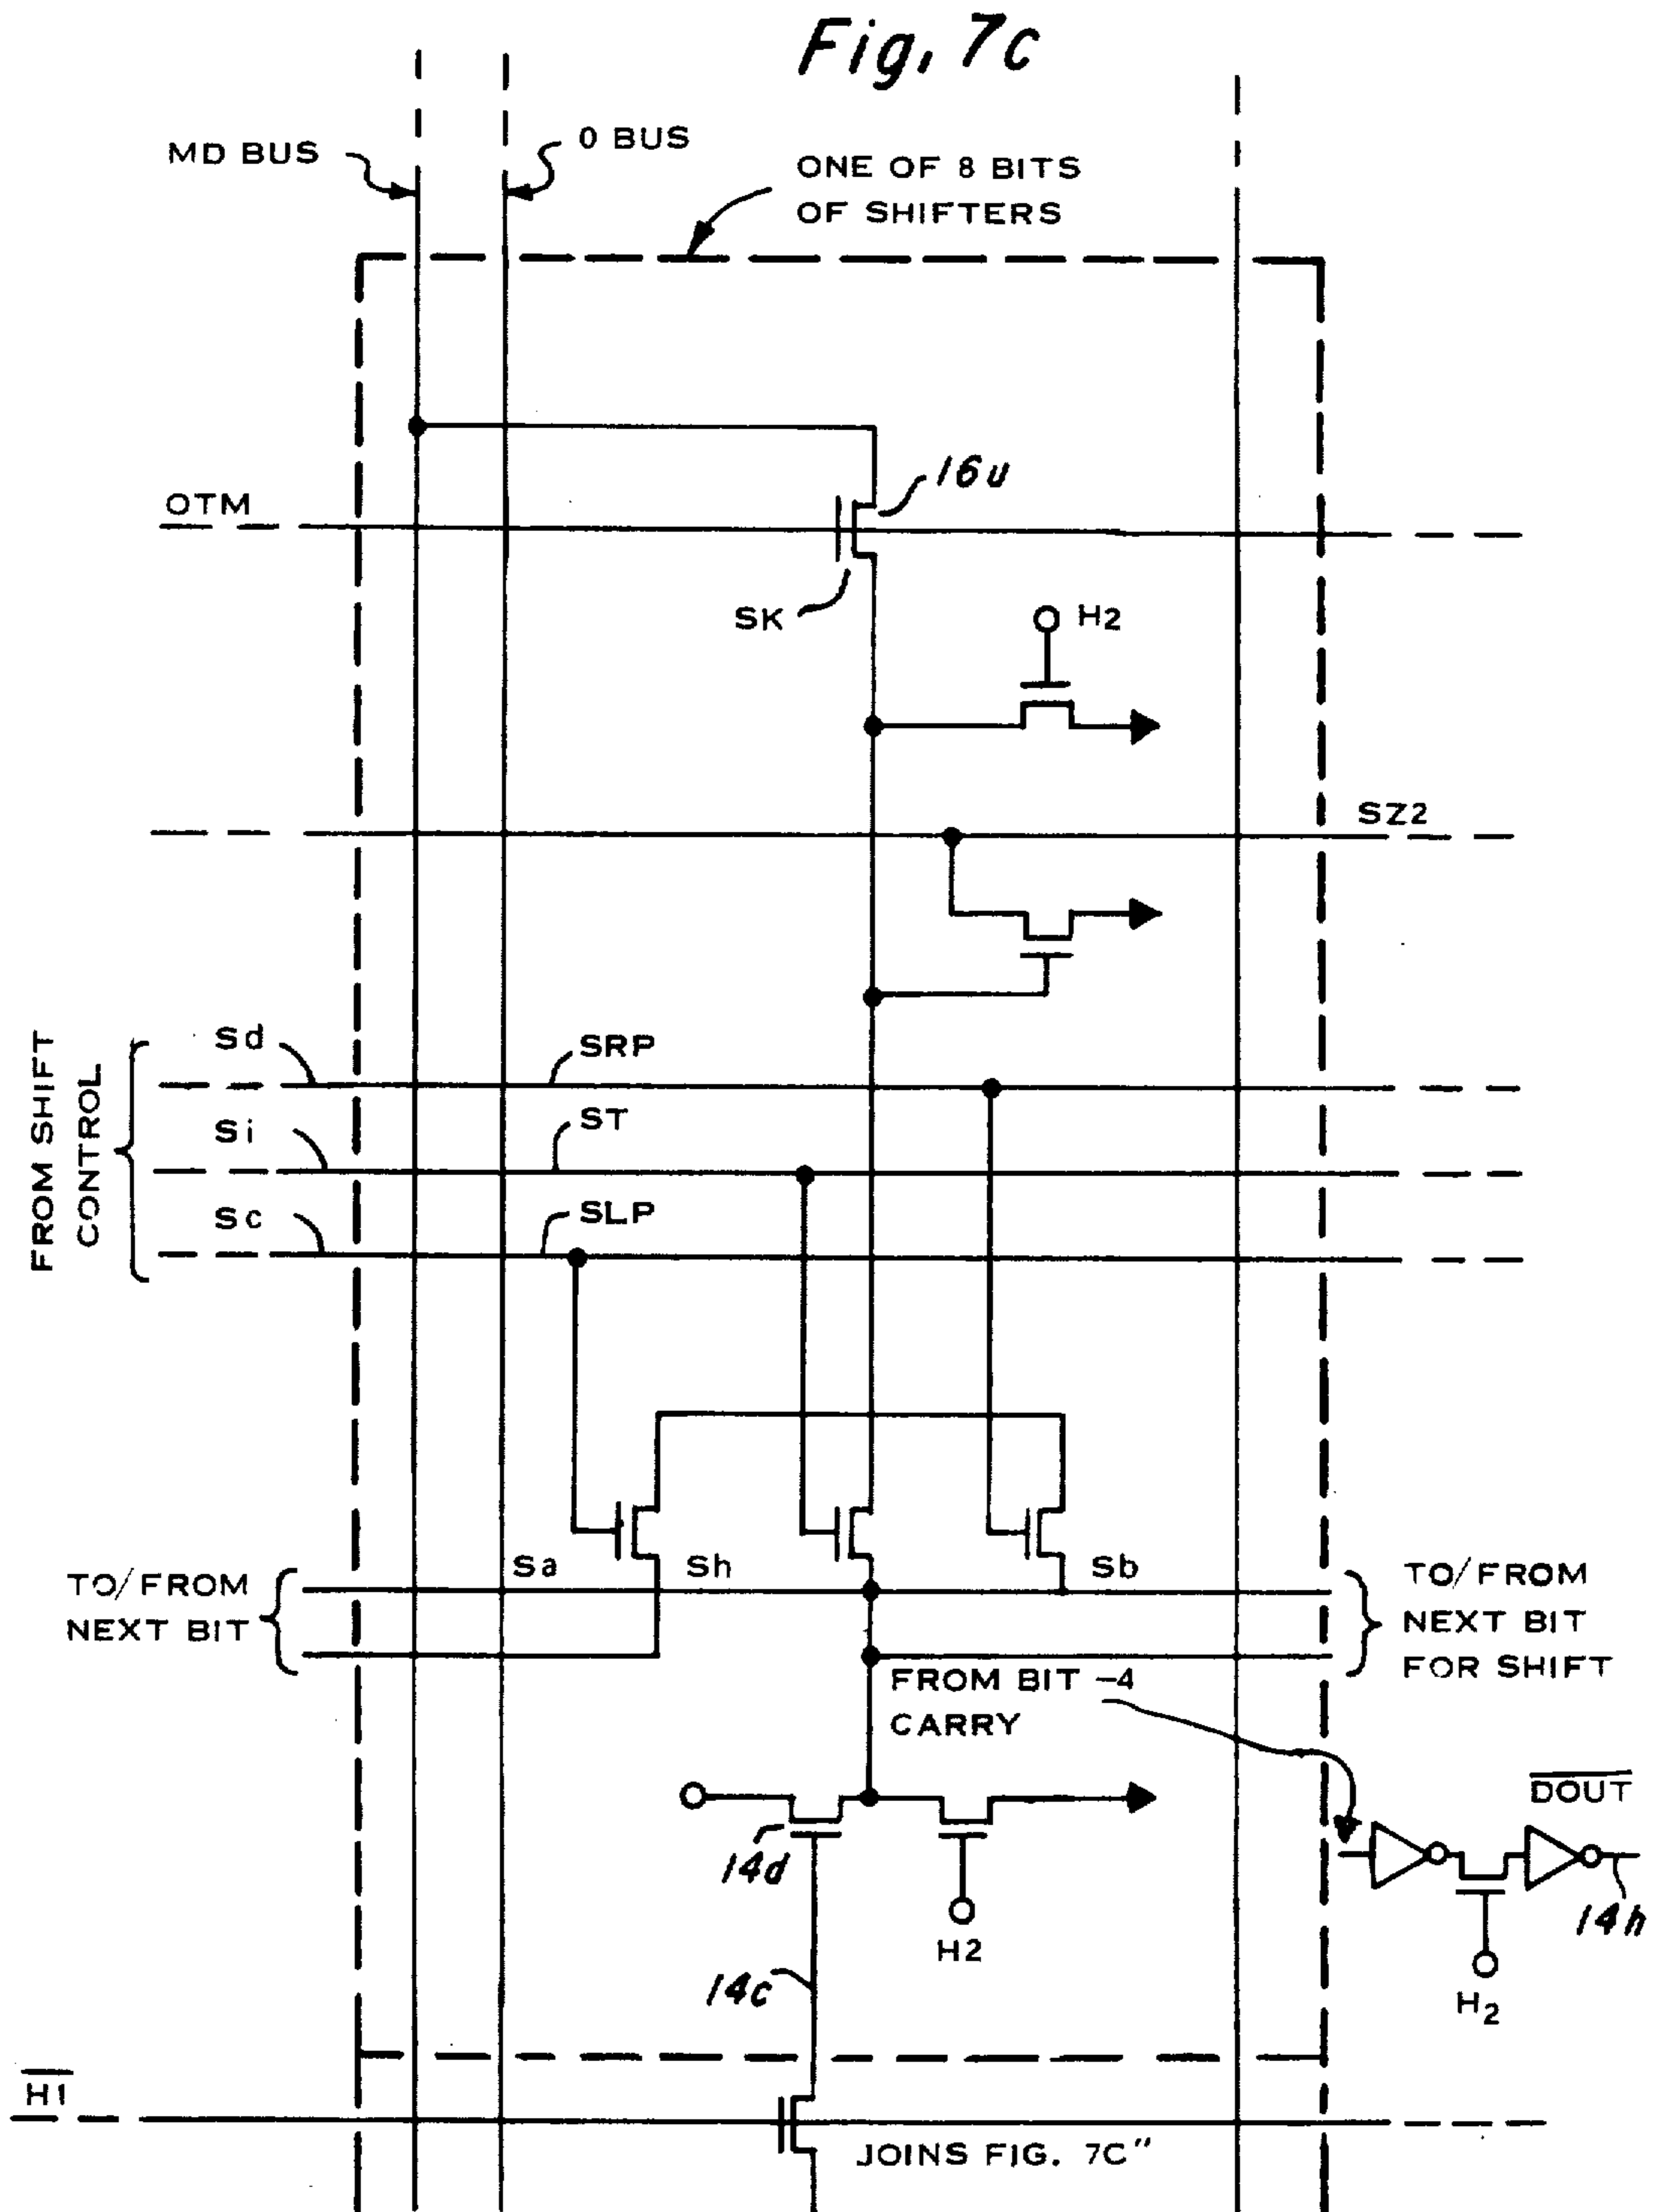 Fig. 7c
MD BUS
0 BUS
ONE OF 8 BITS
OF SHIFTERS
OTM
16u
SK
H2
SZ2
FROM SHIFT
CONTROL
Sd
SRP
Si
ST
Sc
SLP
Sa
Sh
Sb
TO/FROM
NEXT BIT
TO/FROM
NEXT BIT
FOR SHIFT
FROM BIT -4
CARRY
14d
H2
D̅O̅U̅T̅
14h
H2
14c
H̅1̅
JOINS FIG. 7C"